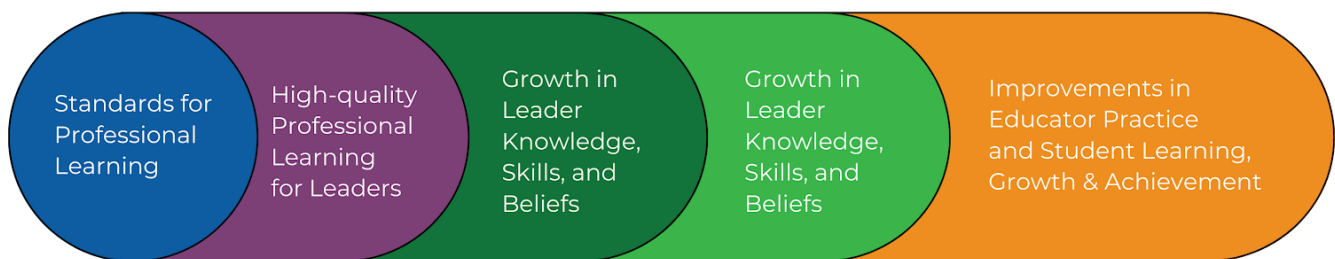 Standards for
Professional
Learning
High-quality
Professional
Learning
for Leaders
Growth in
Leader
Knowledge,
Skills, and
Beliefs
Growth in
Leader
Knowledge,
Skills, and
Beliefs
Improvements in
Educator Practice
and Student Learning,
Growth & Achievement